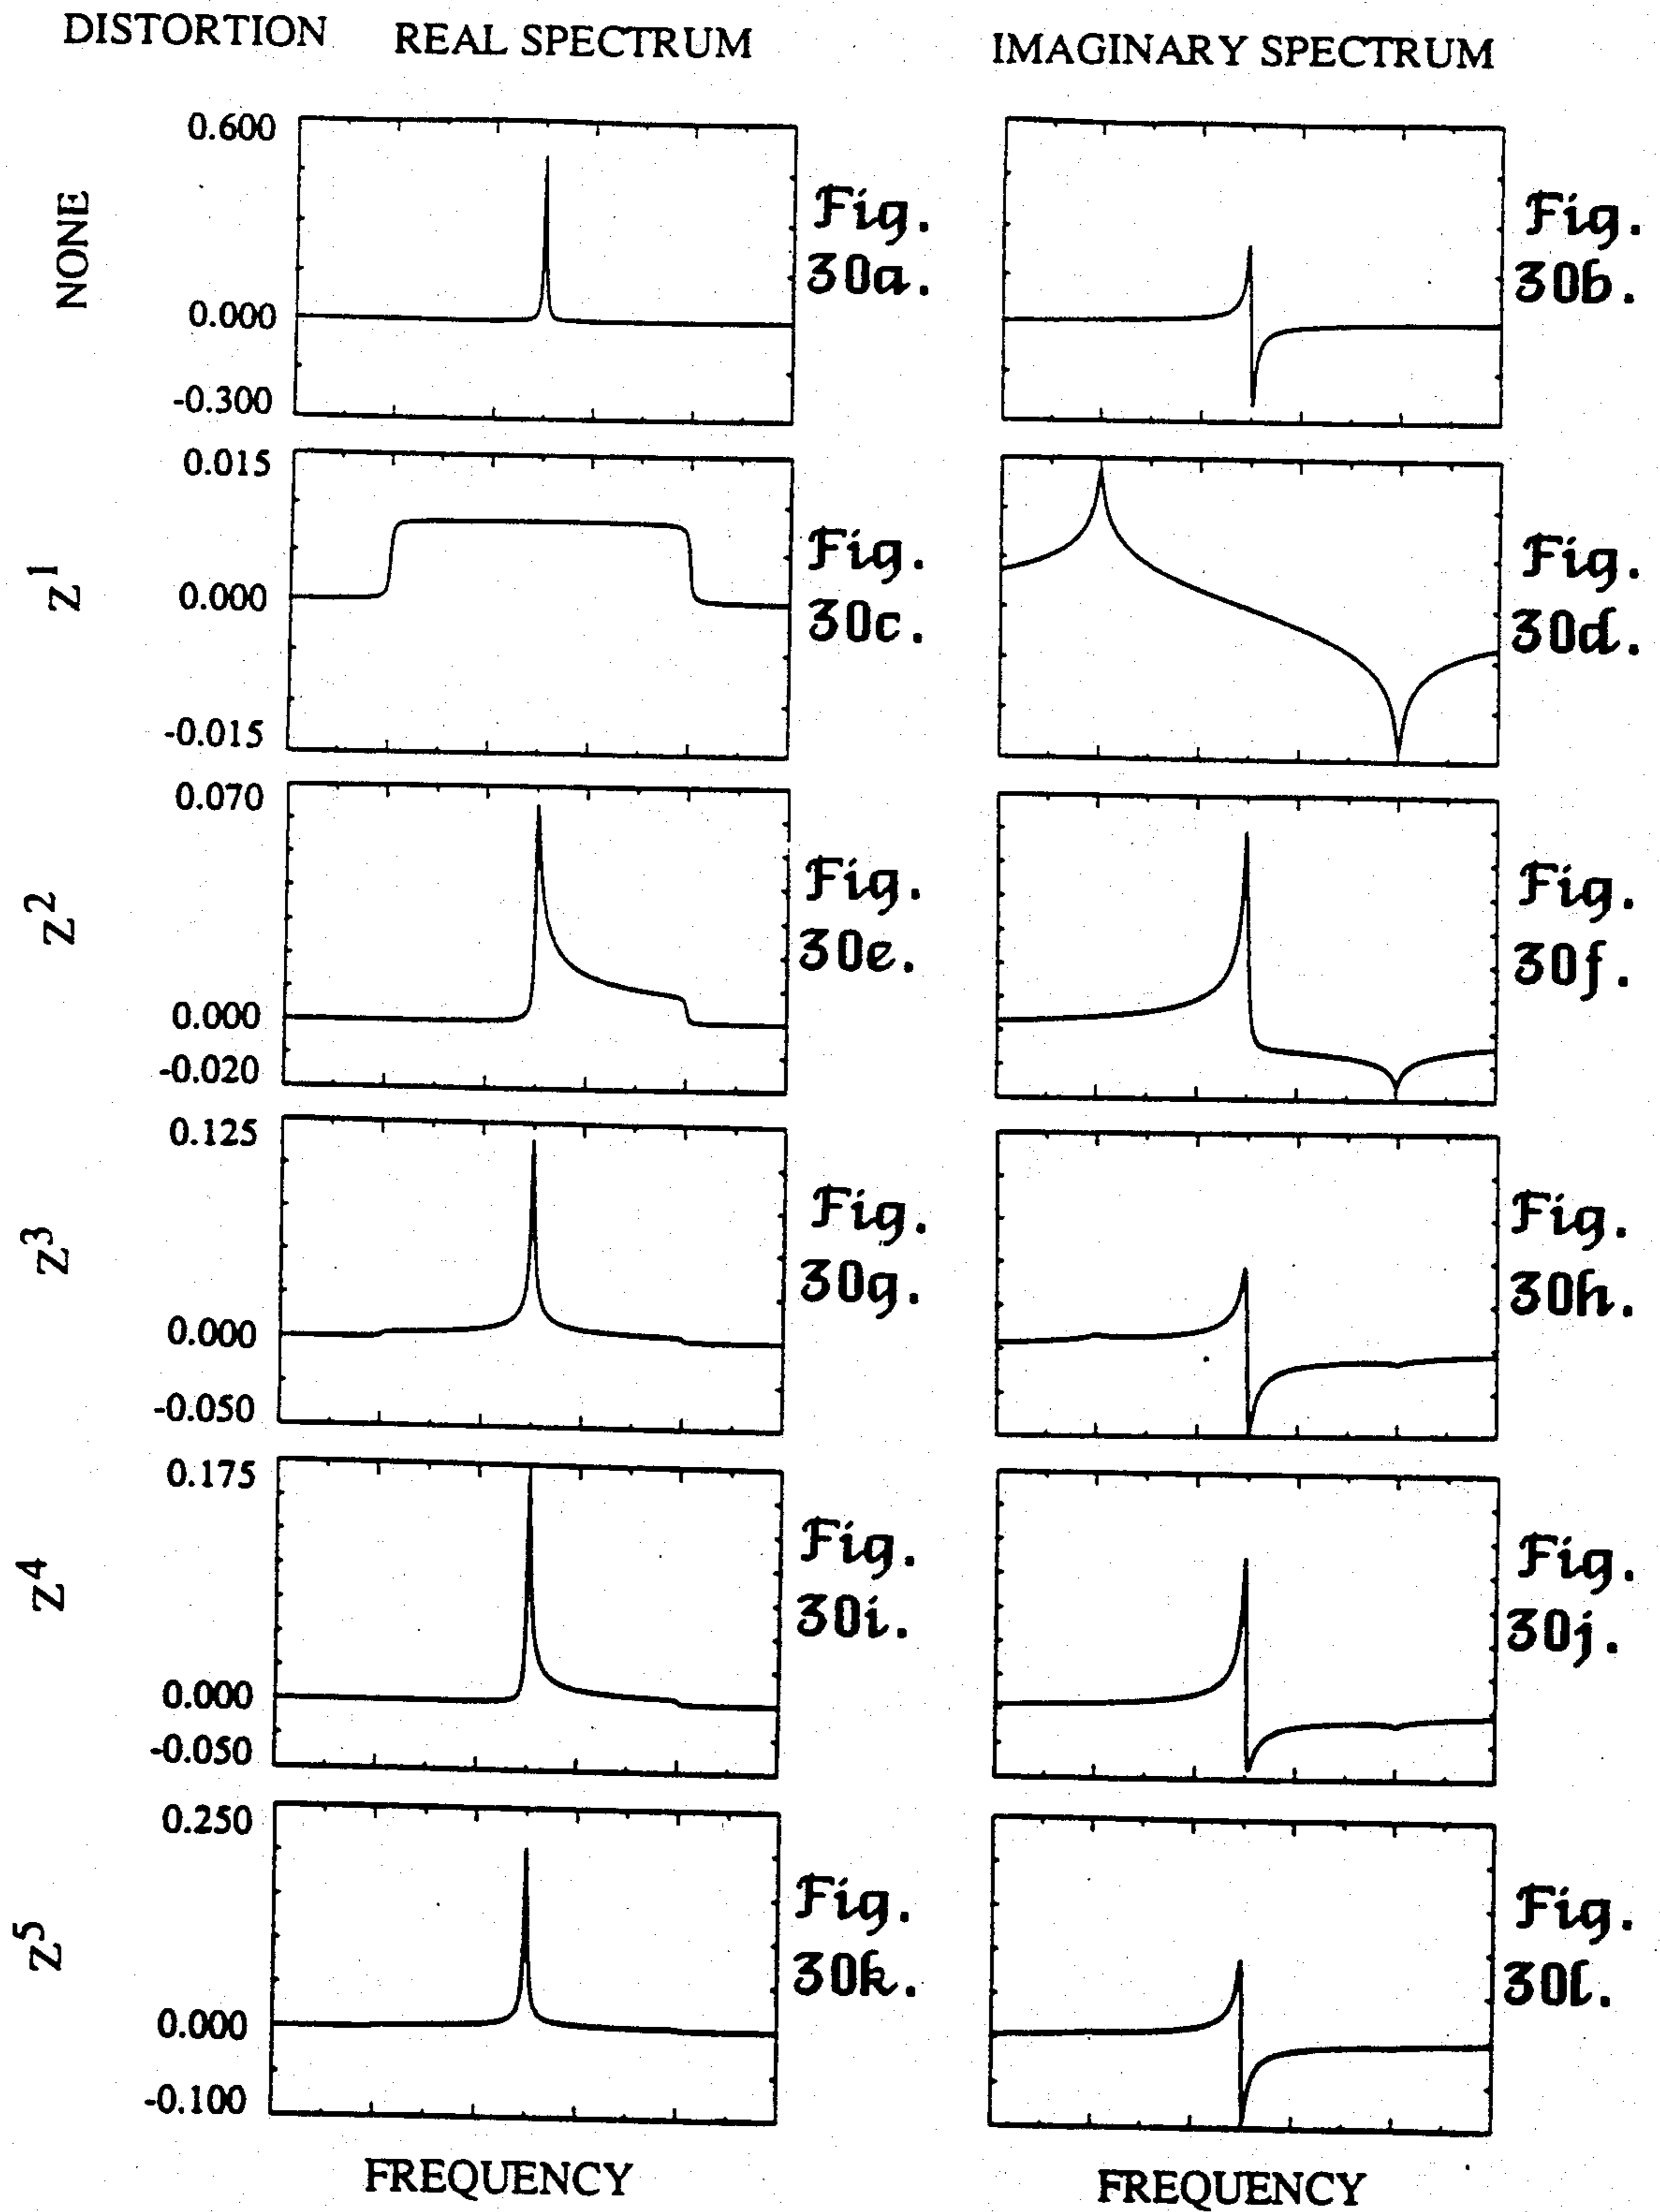 DISTORTION REAL SPECTRUM IMAGINARY SPECTRUM
NONE
0.600
0.000
-0.300
Fig.
30a.
Fig.
30b.
Z1
0.015
0.000
-0.015
Fig.
30c.
Fig.
30d.
Z2
0.070
0.000
-0.020
Fig.
30e.
Fig.
30f.
Z3
0.125
0.000
-0.050
Fig.
30g.
Fig.
30h.
Z4
0.175
0.000
-0.050
Fig.
30i.
Fig.
30j.
Z5
0.250
0.000
-0.100
Fig.
30k.
Fig.
30l.
FREQUENCY FREQUENCY